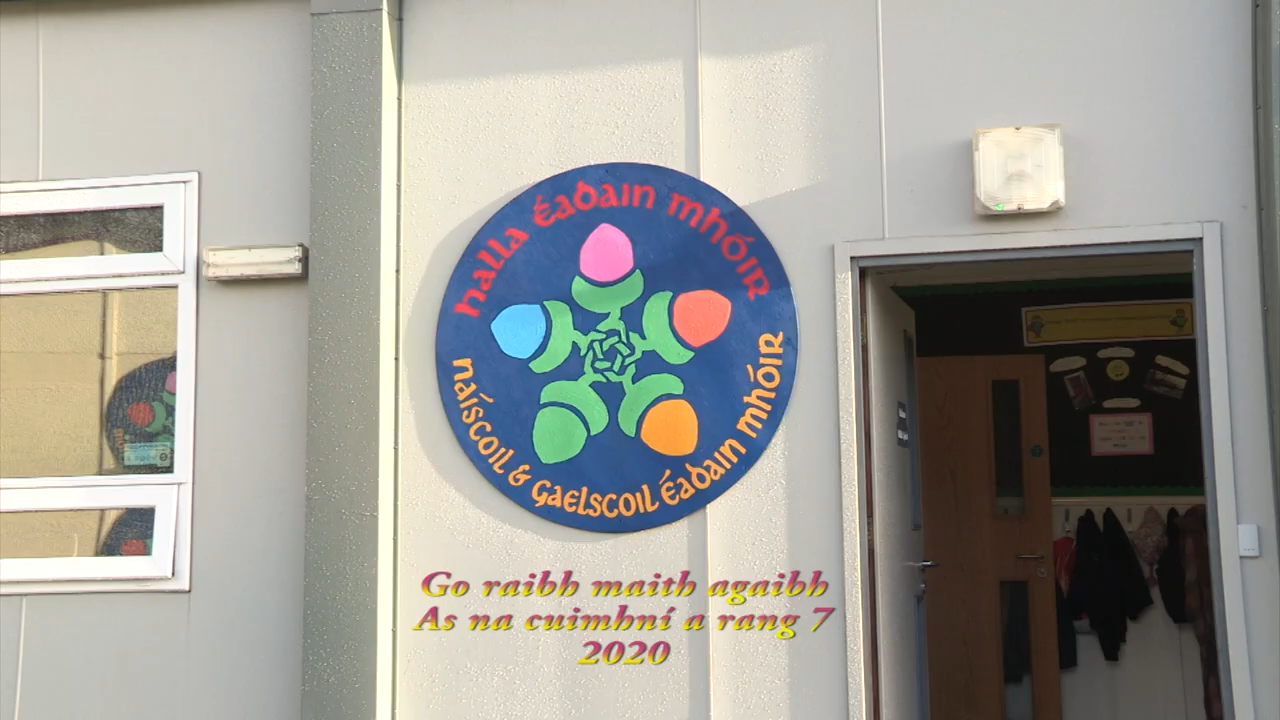 halla Éadain mhóir
naíscoil & gaelscoil éadain mhóir
Go raibh maith agaibh
As na cuimhní a rang 7
2020